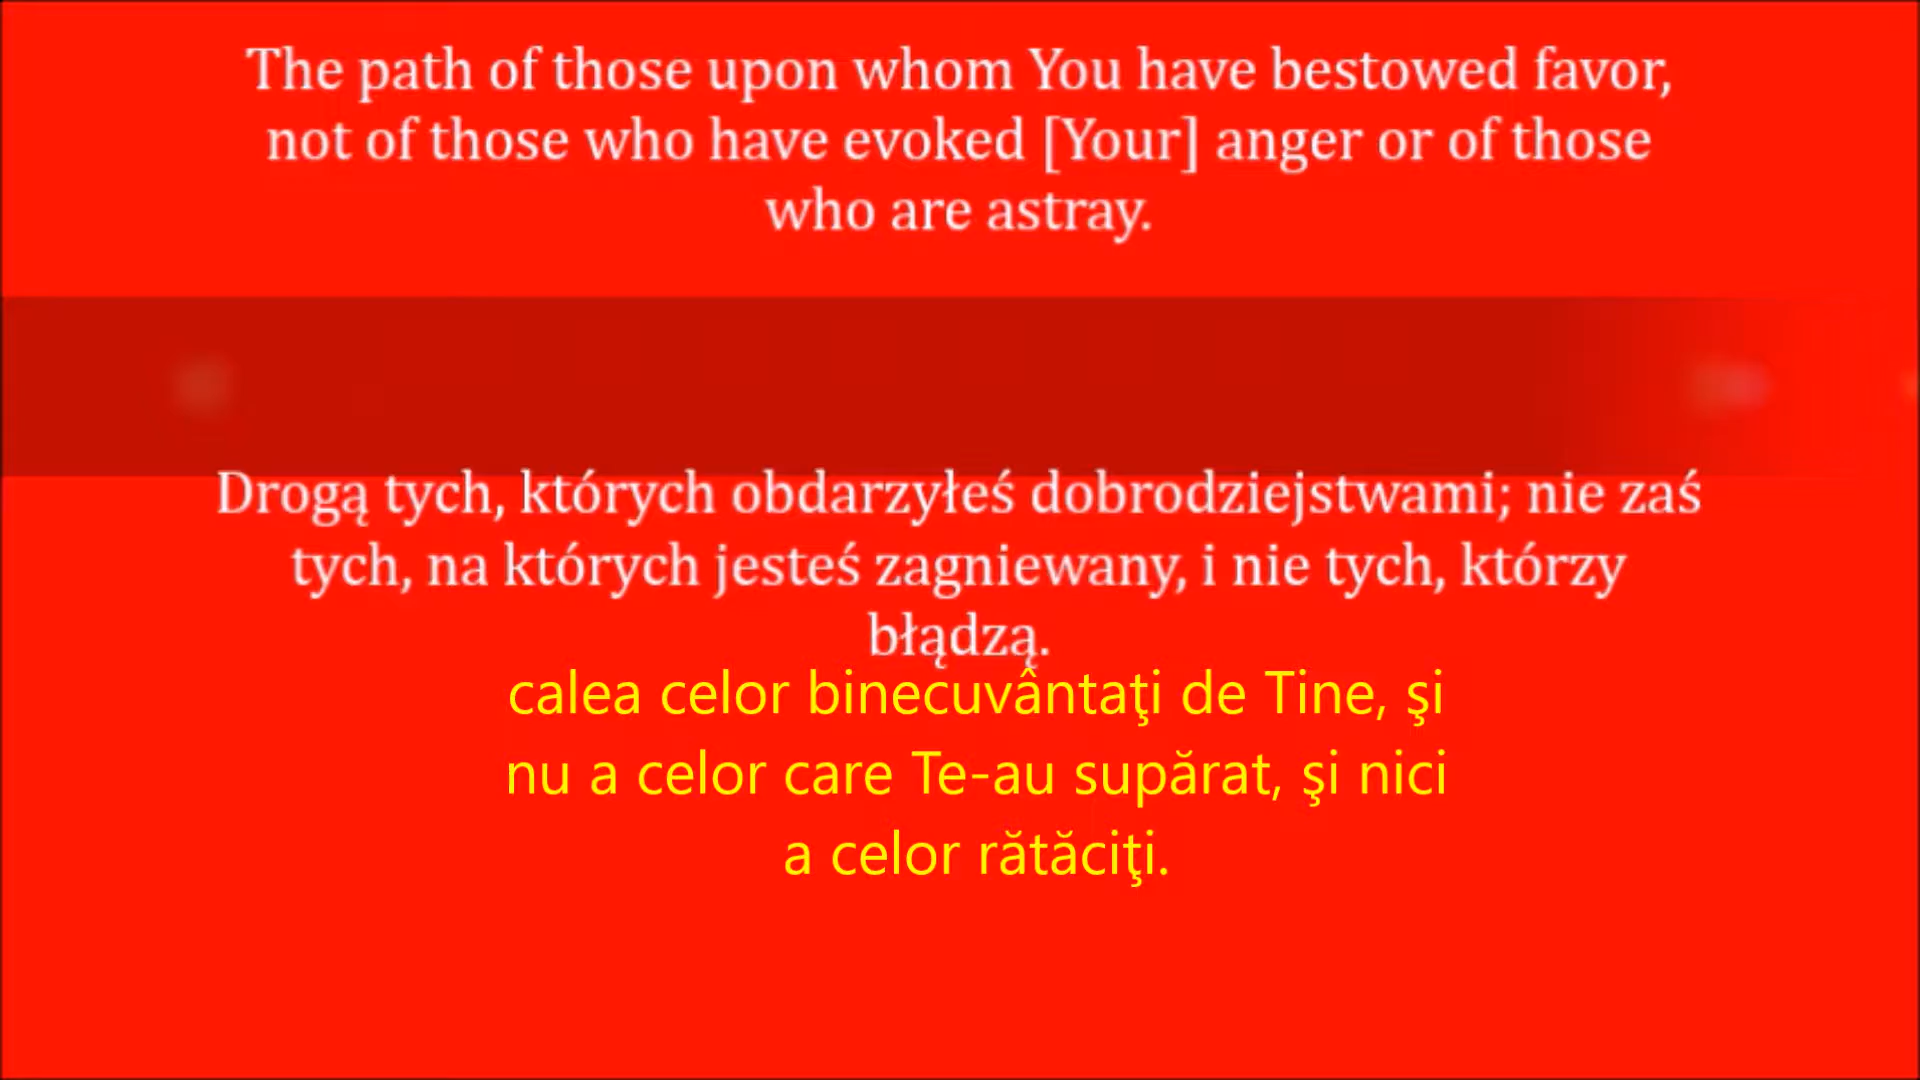 The path of those upon whom You have bestowed favor,
not of those who have evoked [Your] anger or of those
who are astray.
Drogą tych, których obdarzyłeś dobrodziejstwami; nie zaś
tych, na których jesteś zagniewany, i nie tych, którzy
błądzą.
calea celor binecuvântaţi de Tine, şi
nu a celor care Te-au supărat, şi nici
a celor rătăciţi.